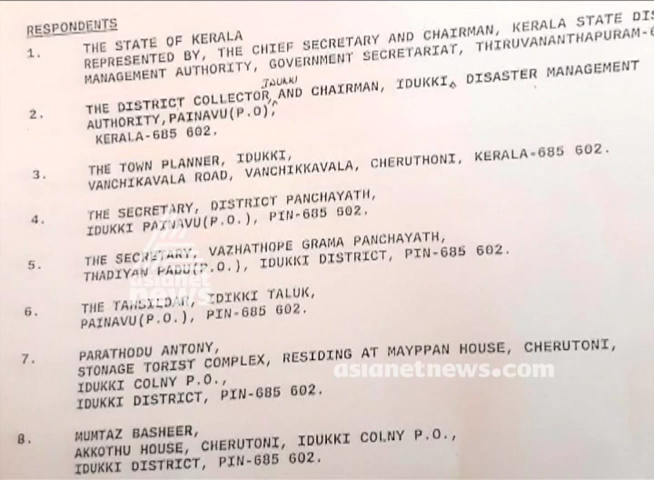 RESPONDENTS
1. THE STATE OF KERALA
REPRESENTED BY, THE CHIEF SECRETARY AND CHAIRMAN, KERALA STATE
MANAGEMENT AUTHORITY, GOVERNMENT SECRETARIAT, THIRUVANANTHAPURAM-
IDUKKI
2. THE DISTRICT COLLECTOR, AND CHAIRMAN, IDUKKI, DISASTER MANAGEMENT
AUTHORITY,PAINAVU(P.O),
KERALA-685 602.
3. THE TOWN PLANNER, IDUKKI,
VANCHIKAVALA ROAD, VANCHIKKAVALA, CHERUTHONI, KERALA-685 602.
4. THE SECRETARY, DISTRICT PANCHAYATH,
IDUKKI PAINAVU(P.O.), PIN-685 602.
5. THE SECRETARY, VAZHATHOPE GRAMA PANCHAYATH,
THADIYAN PADU(P.O.), IDUKKI DISTRICT, PIN-685 602.
asianet
news
6. THE TAHSILDAR, IDIKKI TALUK,
PAINAVU(P.O.), PIN-685 602.
7. PARATHODU ANTONY,
STONAGE TORIST COMPLEX, RESIDING AT MAYPPAN HOUSE, CHERUTONI,
asianetnews.com
IDUKKI COLNY P.O.,
IDUKKI DISTRICT, PIN-685 602.
8. MUMTAZ BASHEER,
AKKOTHU HOUSE, CHERUTONI, IDUKKI COLNY P.O.,
IDUKKI DISTRICT, PIN-685 602.